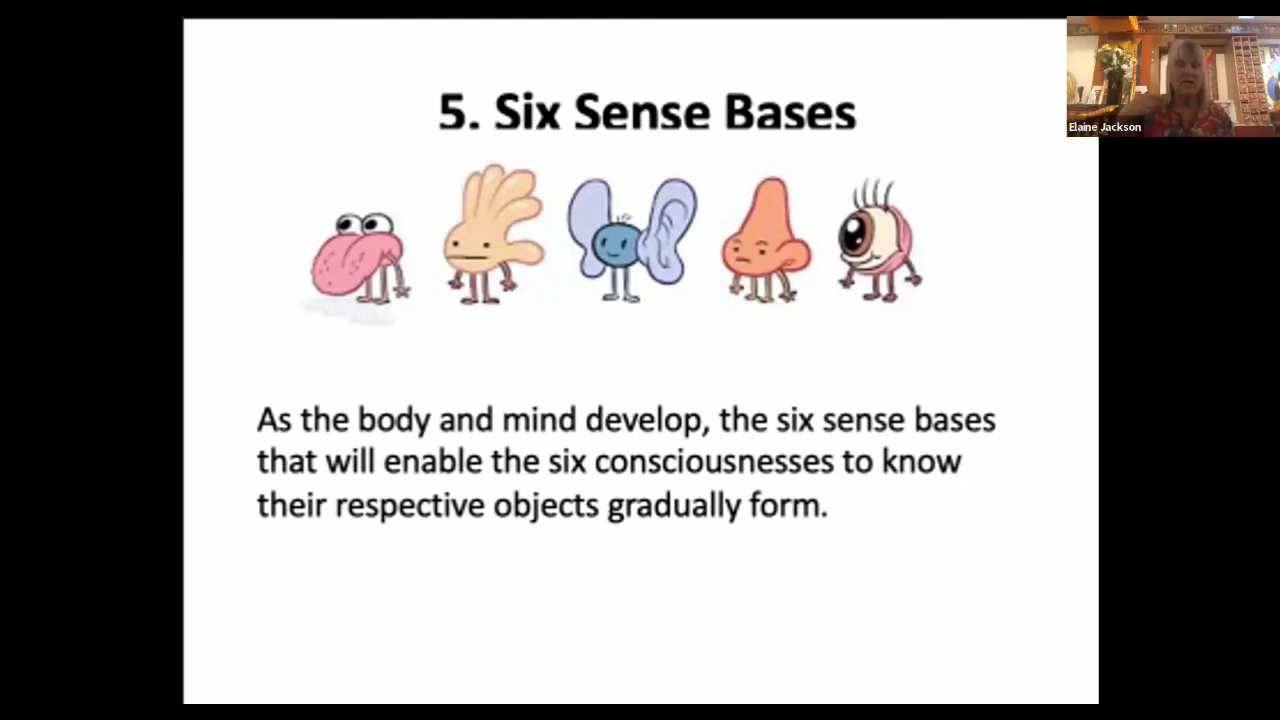 5. Six Sense Bases
Elaine Jackson
As the body and mind develop, the six sense bases
that will enable the six consciousnesses to know
their respective objects gradually form.